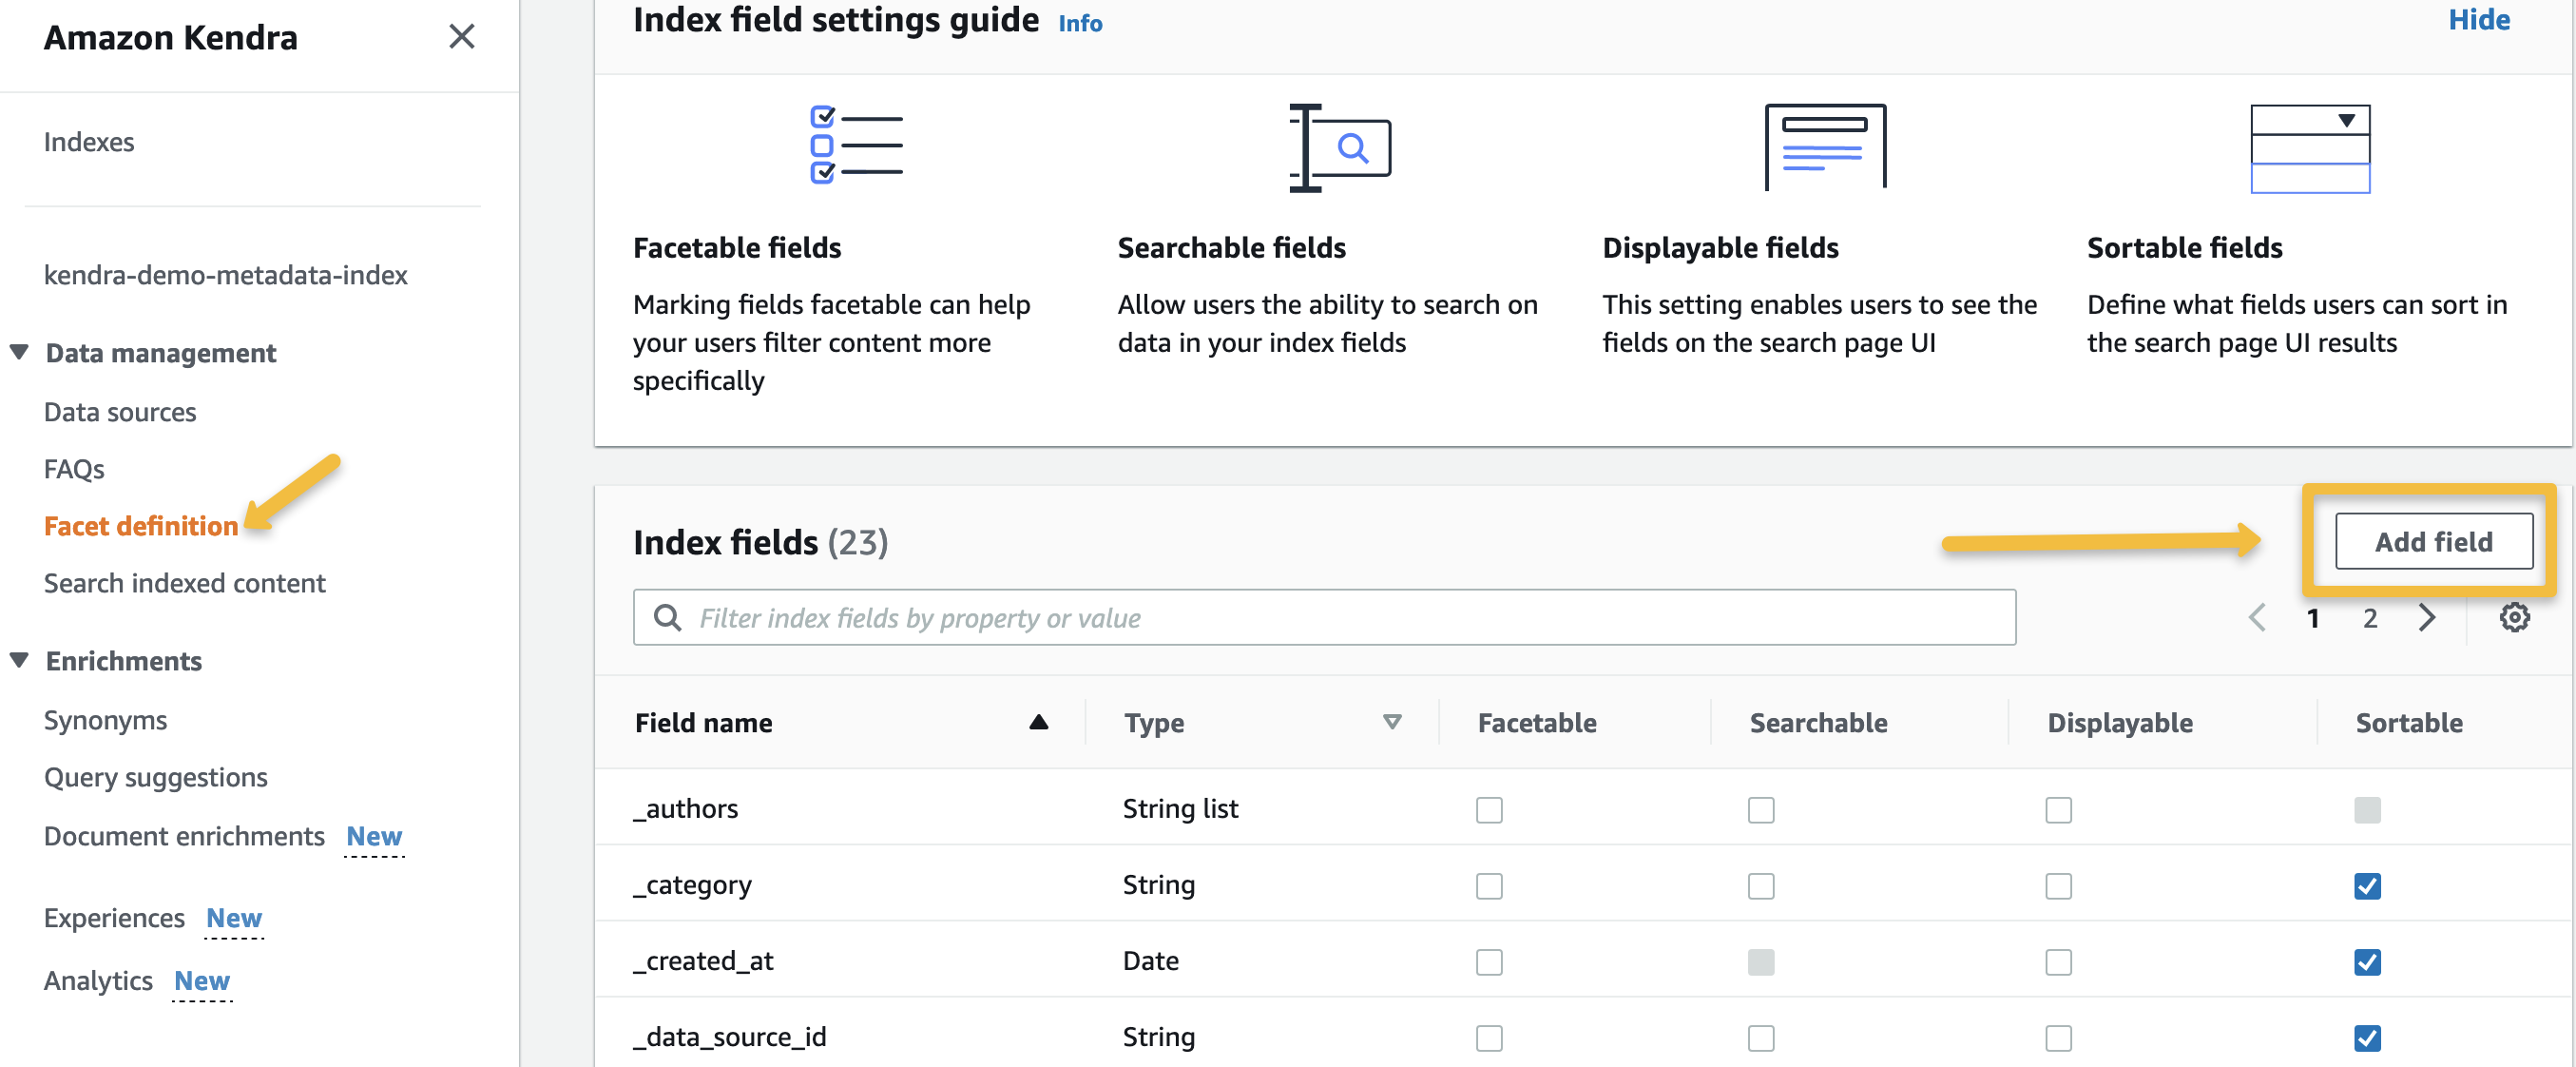 Amazon Kendra
Indexes
kendra-demo-metadata-index
Data management
Data sources
FAQs
Facet definition
Search indexed content
Enrichments
Synonyms
Query suggestions
Document enrichments New
Experiences New
Analytics New
Index field settings guide Info
Hide
Facetable fields
Marking fields facetable can help
your users filter content more
specifically
Searchable fields
Allow users the ability to search on
data in your index fields
Displayable fields
This setting enables users to see the
fields on the search page UI
Sortable fields
Define what fields users can sort in
the search page UI results
Index fields (23)
Add field
Filter index fields by property or value
1 2
Field name Type Facetable Searchable Displayable Sortable
_authors String list
_category String
_created_at Date
_data_source_id String